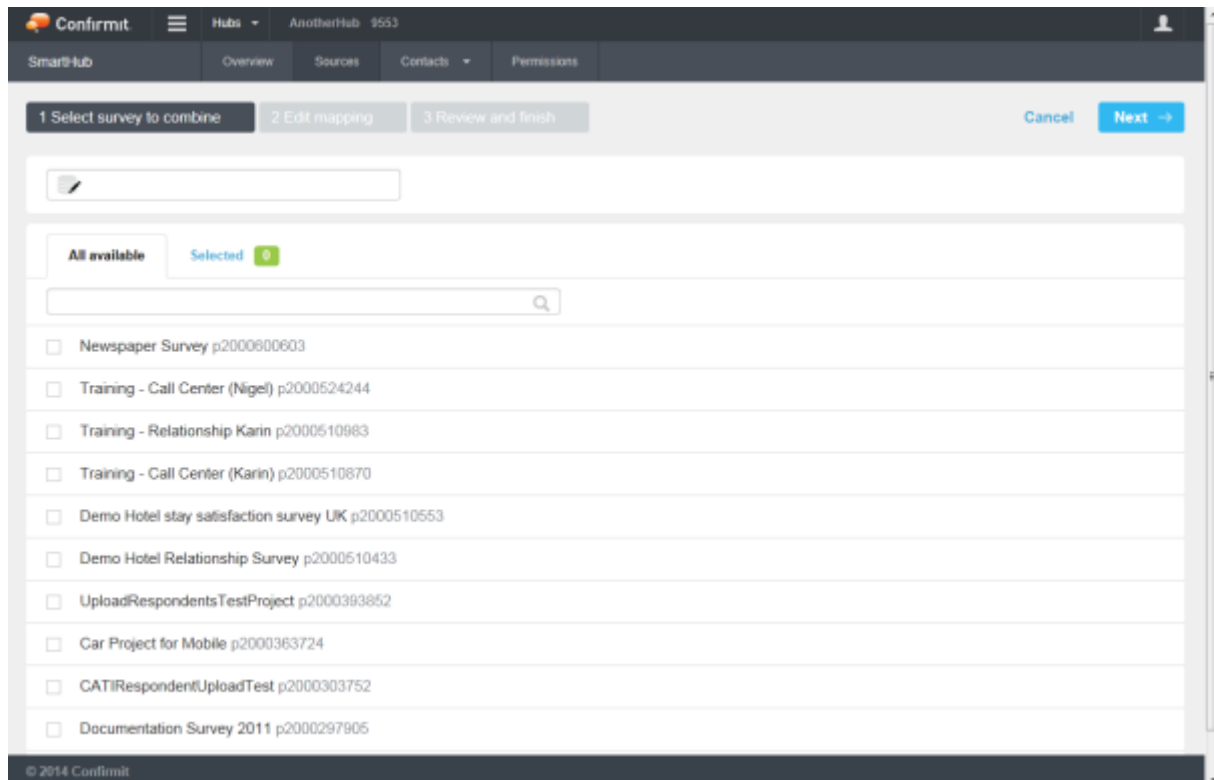 Confirmit. Hubs AnotherHub 9553
SmartHub Overview Sources Contacts Permissions
1 Select survey to combine 2 Edit mapping 3 Review and finish Cancel Next →
All available Selected 0
Newspaper Survey p2000600603
Training - Call Center (Nigel) p2000524244
Training - Relationship Karin p2000510983
Training - Call Center (Karin) p2000510870
Demo Hotel stay satisfaction survey UK p2000510553
Demo Hotel Relationship Survey p2000510433
UploadRespondentsTestProject p2000393852
Car Project for Mobile p2000363724
CATIRespondentUploadTest p2000303752
Documentation Survey 2011 p2000297905
© 2014 Confirmit